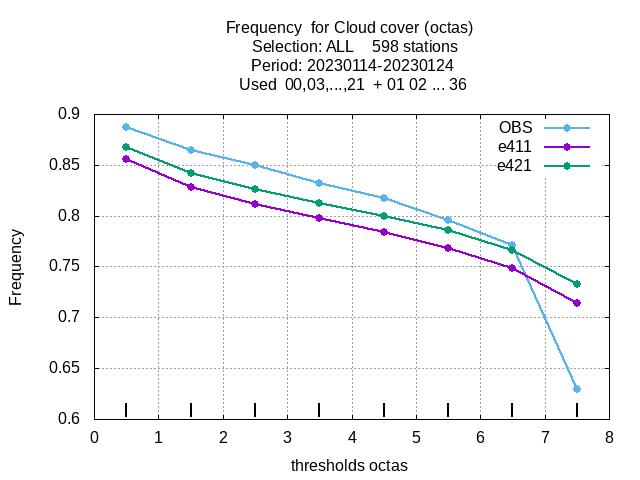 Frequency  for Cloud cover (octas)
Selection: ALL    598 stations
Period: 20230114-20230124
Used  00,03,...,21  + 01 02 ... 36
OBS
e411
e421
0.9
0.85
0.8
0.75
0.7
0.65
0.6
Frequency
0 1 2 3 4 5 6 7 8
thresholds octas